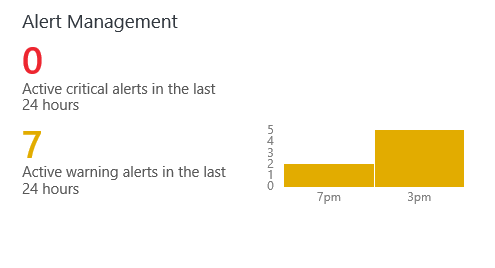 Alert Management
0
Active critical alerts in the last
24 hours
7
Active warning alerts in the last
24 hours
5
4
3
2
1
0
7pm 3pm